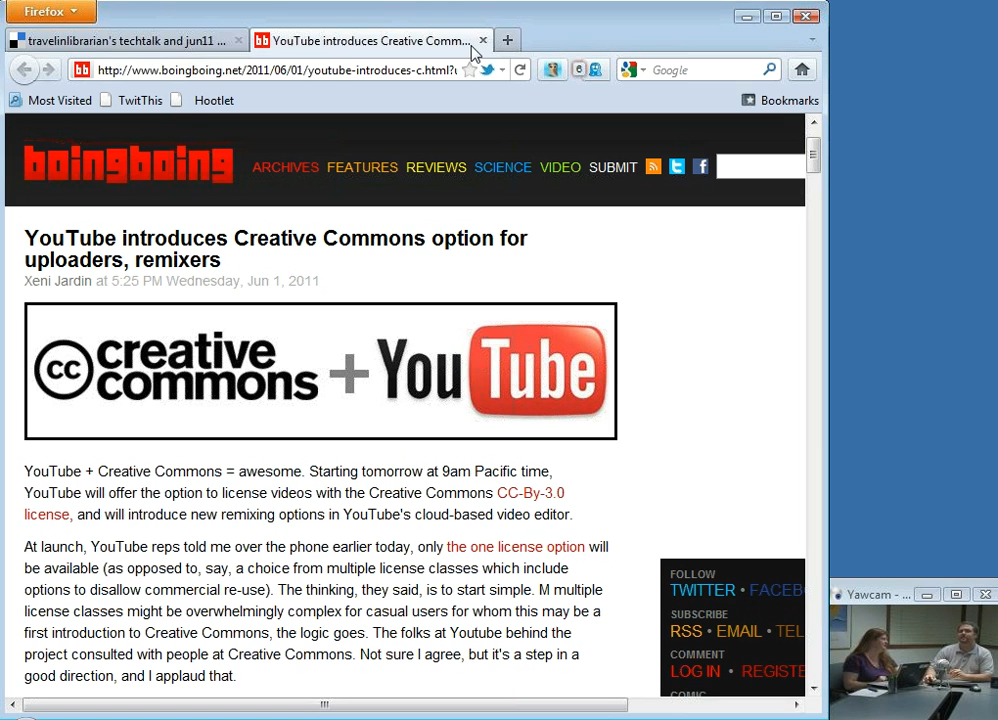 Firefox
travelinlibrarian's techtalk and jun11 ...
YouTube introduces Creative Comm...
http://www.boingboing.net/2011/06/01/youtube-introduces-c.html?u
Google
Most Visited
TwitThis
Hootlet
Bookmarks
boingboing
ARCHIVES FEATURES REVIEWS SCIENCE VIDEO SUBMIT
YouTube introduces Creative Commons option for
uploaders, remixers
Xeni Jardin at 5:25 PM Wednesday, Jun 1, 2011
cc creative commons + YouTube
YouTube + Creative Commons = awesome. Starting tomorrow at 9am Pacific time,
YouTube will offer the option to license videos with the Creative Commons CC-By-3.0
license, and will introduce new remixing options in YouTube's cloud-based video editor.
At launch, YouTube reps told me over the phone earlier today, only the one license option will
be available (as opposed to, say, a choice from multiple license classes which include
options to disallow commercial re-use). The thinking, they said, is to start simple. M multiple
license classes might be overwhelmingly complex for casual users for whom this may be a
first introduction to Creative Commons, the logic goes. The folks at Youtube behind the
project consulted with people at Creative Commons. Not sure I agree, but it's a step in a
good direction, and I applaud that.
FOLLOW
TWITTER • FACEB
SUBSCRIBE
RSS • EMAIL • TEL
COMMENT
LOG IN • REGISTE
COMIC
Yawcam - ...